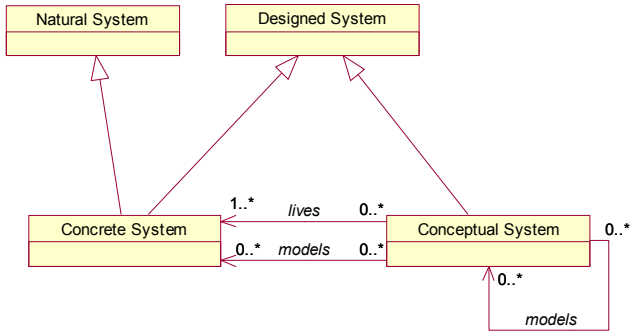 Natural System
Designed System
1..*
lives
0..*
Concrete System
Conceptual System
0..*
0..*
models
0..*
0..*
models